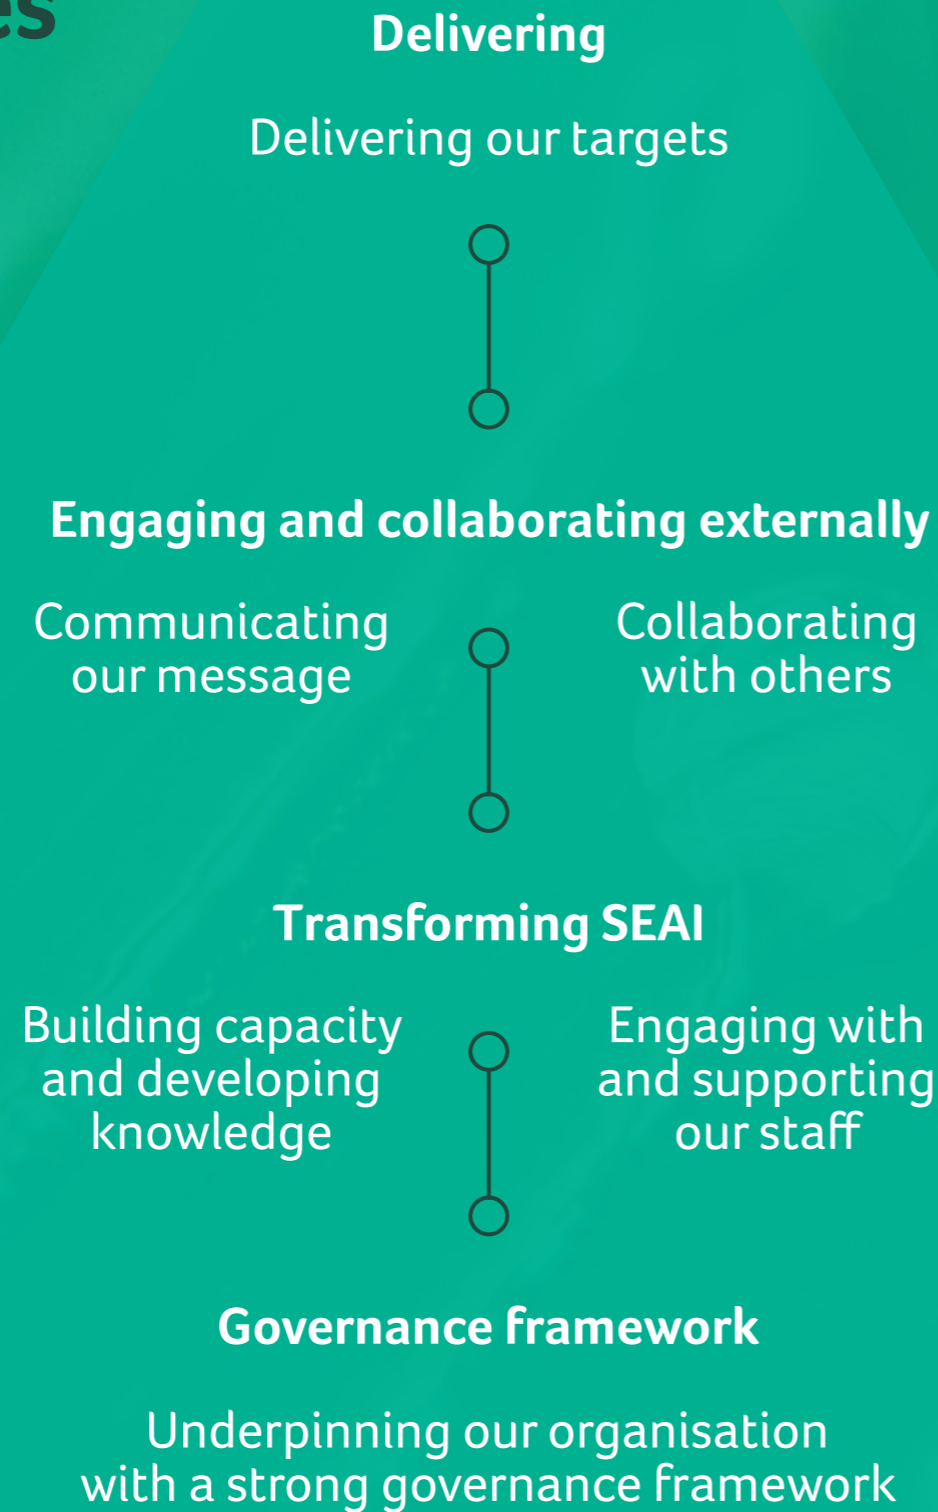 Delivering
Delivering our targets
Engaging and collaborating externally
Communicating
our message
Collaborating
with others
Transforming SEAI
Building capacity
and developing
knowledge
Engaging with
and supporting
our staff
Governance framework
Underpinning our organisation
with a strong governance framework